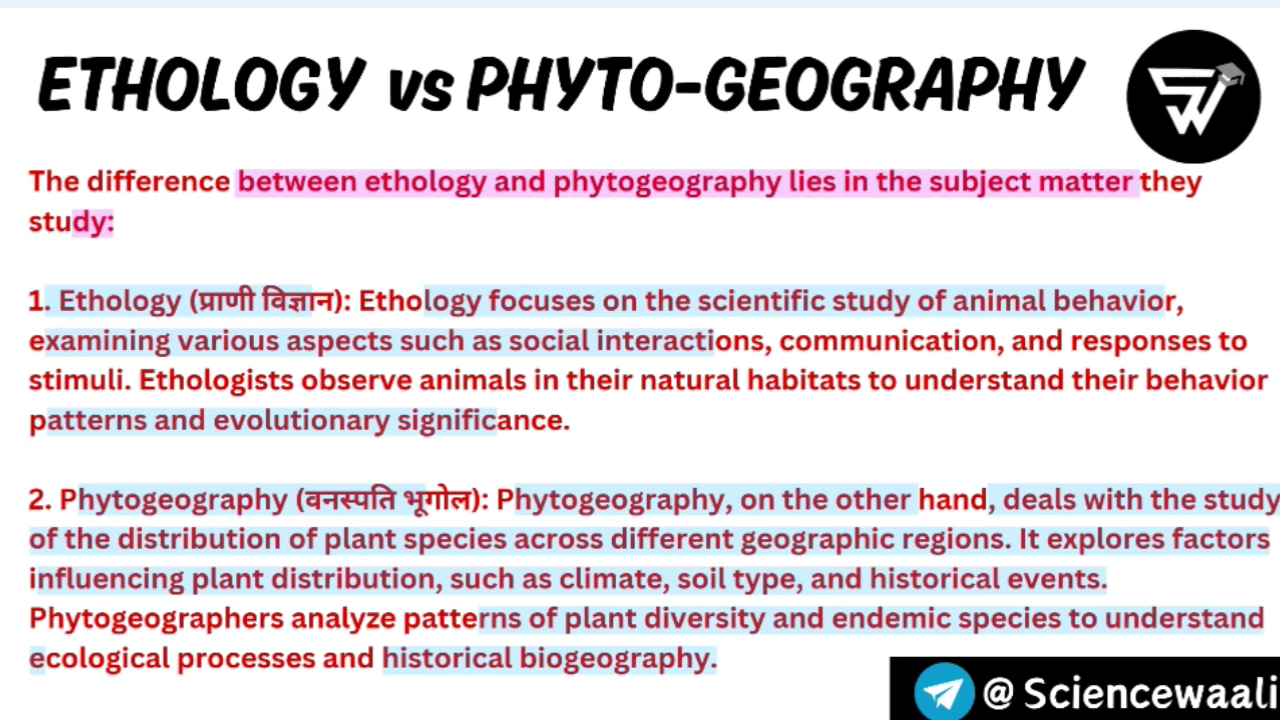 ETHOLOGY vs PHYTO-GEOGRAPHY
SW
The difference between ethology and phytogeography lies in the subject matter they
study:
1. Ethology (प्राणी विज्ञान): Ethology focuses on the scientific study of animal behavior,
examining various aspects such as social interactions, communication, and responses to
stimuli. Ethologists observe animals in their natural habitats to understand their behavior
patterns and evolutionary significance.
2. Phytogeography (वनस्पति भूगोल): Phytogeography, on the other hand, deals with the study
of the distribution of plant species across different geographic regions. It explores factors
influencing plant distribution, such as climate, soil type, and historical events.
Phytogeographers analyze patterns of plant diversity and endemic species to understand
ecological processes and historical biogeography.
@ Sciencewaali